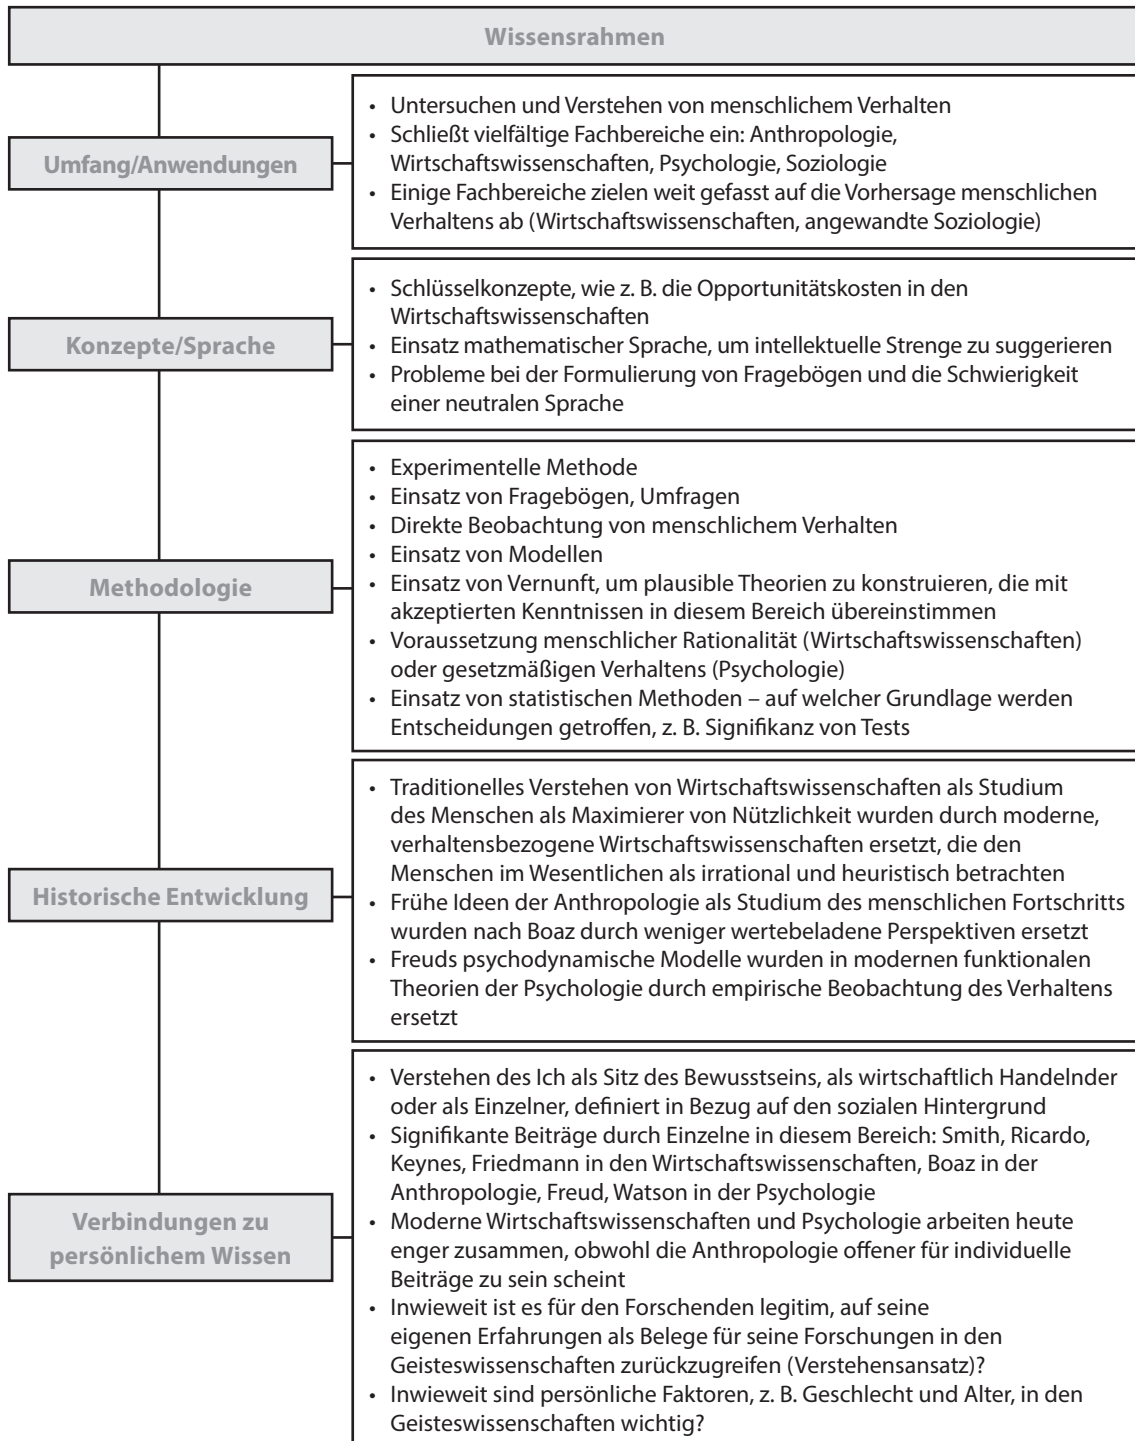 Wissensrahmen
Umfang/Anwendungen
• Untersuchen und Verstehen von menschlichem Verhalten
• Schließt vielfältige Fachbereiche ein: Anthropologie,
Wirtschaftswissenschaften, Psychologie, Soziologie
• Einige Fachbereiche zielen weit gefasst auf die Vorhersage menschlichen
Verhaltens ab (Wirtschaftswissenschaften, angewandte Soziologie)
Konzepte/Sprache
• Schlüsselkonzepte, wie z. B. die Opportunitätskosten in den
Wirtschaftswissenschaften
• Einsatz mathematischer Sprache, um intellektuelle Strenge zu suggerieren
• Probleme bei der Formulierung von Fragebögen und die Schwierigkeit
einer neutralen Sprache
Methodologie
• Experimentelle Methode
• Einsatz von Fragebögen, Umfragen
• Direkte Beobachtung von menschlichem Verhalten
• Einsatz von Modellen
• Einsatz von Vernunft, um plausible Theorien zu konstruieren, die mit
akzeptierten Kenntnissen in diesem Bereich übereinstimmen
• Voraussetzung menschlicher Rationalität (Wirtschaftswissenschaften)
oder gesetzmäßigen Verhaltens (Psychologie)
• Einsatz von statistischen Methoden – auf welcher Grundlage werden
Entscheidungen getroffen, z. B. Signifikanz von Tests
Historische Entwicklung
• Traditionelles Verstehen von Wirtschaftswissenschaften als Studium
des Menschen als Maximierer von Nützlichkeit wurden durch moderne,
verhaltensbezogene Wirtschaftswissenschaften ersetzt, die den
Menschen im Wesentlichen als irrational und heuristisch betrachten
• Frühe Ideen der Anthropologie als Studium des menschlichen Fortschritts
wurden nach Boaz durch weniger wertebeladene Perspektiven ersetzt
• Freuds psychodynamische Modelle wurden in modernen funktionalen
Theorien der Psychologie durch empirische Beobachtung des Verhaltens
ersetzt
Verbindungen zu
persönlichem Wissen
• Verstehen des Ich als Sitz des Bewusstseins, als wirtschaftlich Handelnder
oder als Einzelner, definiert in Bezug auf den sozialen Hintergrund
• Signifikante Beiträge durch Einzelne in diesem Bereich: Smith, Ricardo,
Keynes, Friedmann in den Wirtschaftswissenschaften, Boaz in der
Anthropologie, Freud, Watson in der Psychologie
• Moderne Wirtschaftswissenschaften und Psychologie arbeiten heute
enger zusammen, obwohl die Anthropologie offener für individuelle
Beiträge zu sein scheint
• Inwieweit ist es für den Forschenden legitim, auf seine
eigenen Erfahrungen als Belege für seine Forschungen in den
Geisteswissenschaften zurückzugreifen (Verstehensansatz)?
• Inwieweit sind persönliche Faktoren, z. B. Geschlecht und Alter, in den
Geisteswissenschaften wichtig?